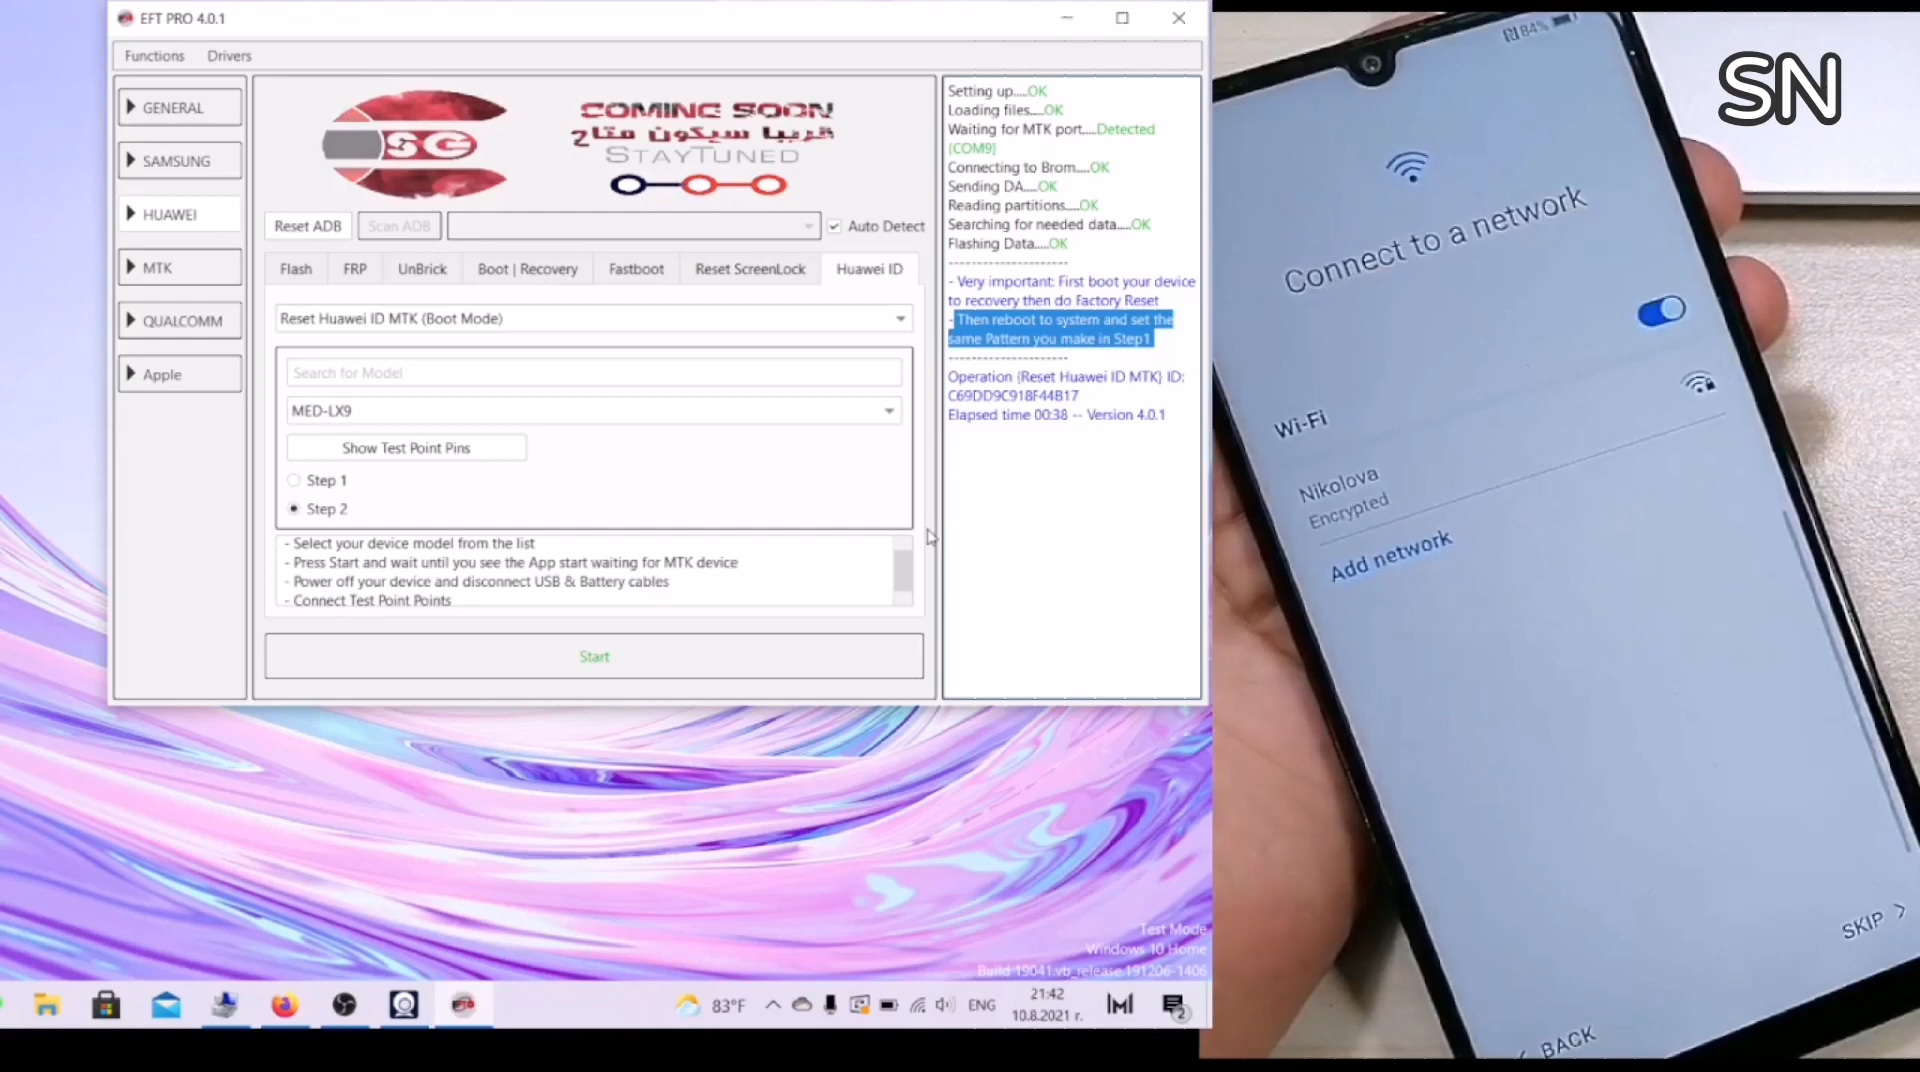 EFT PRO 4.0.1
Functions Drivers
GENERAL
SAMSUNG
HUAWEI
MTK
QUALCOMM
Apple
SG
COMING SOON
قريبا سيكون متاح
STAYTUNED
Reset ADB Scan ADB Auto Detect
Flash FRP UnBrick Boot | Recovery Fastboot Reset ScreenLock Huawei ID
Reset Huawei ID MTK (Boot Mode)
Search for Model
MED-LX9
Show Test Point Pins
Step 1
Step 2
- Select your device model from the list
- Press Start and wait until you see the App start waiting for MTK device
- Power off your device and disconnect USB & Battery cables
- Connect Test Point Points
Start
Setting up....OK
Loading files....OK
Waiting for MTK port....Detected
(COM9)
Connecting to Brom....OK
Sending DA....OK
Reading partitions....OK
Searching for needed data....OK
Flashing Data....OK
---------------------
- Very important: First boot your device
to recovery then do Factory Reset
- Then reboot to system and set the
same Pattern you make in Step1
---------------------
Operation (Reset Huawei ID MTK) ID:
C69DD9C918F44B17
Elapsed time 00:38 -- Version 4.0.1
Test Mode
Windows 10 Home
Build 19041.vb_release.191206-1406
83°F ENG 21:42
10.8.2021 г.
2
SN
84%
Connect to a network
Wi-Fi
Nikolova
Encrypted
Add network
SKIP >
< BACK